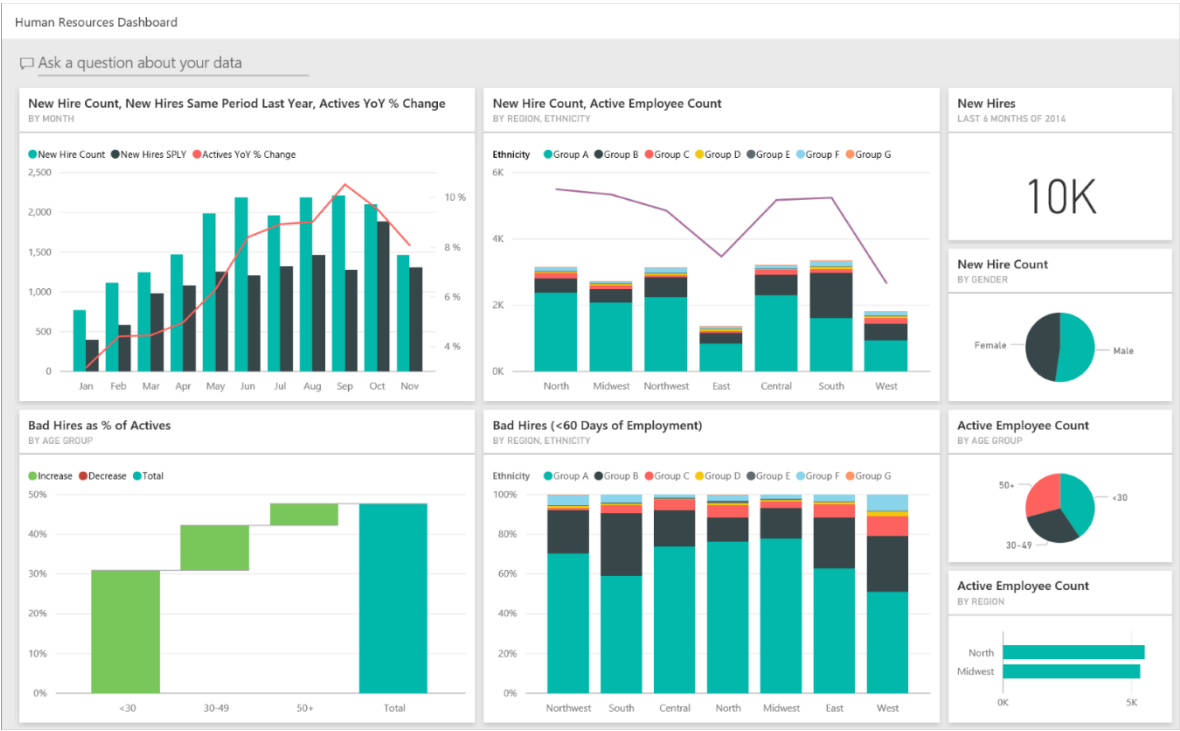 Human Resources Dashboard
Ask a question about your data
New Hire Count, New Hires Same Period Last Year, Actives YoY % Change
BY MONTH
New Hire Count New Hires SPLY Actives YoY % Change
2,500
2,000
1,500
1,000
500
0
10 %
8 %
6 %
4 %
Jan Feb Mar Apr May Jun Jul Aug Sep Oct Nov
New Hire Count, Active Employee Count
BY REGION, ETHNICITY
Ethnicity Group A Group B Group C Group D Group E Group F Group G
6K
4K
2K
0K
North Midwest Northwest East Central South West
New Hires
LAST 6 MONTHS OF 2014
10K
New Hire Count
BY GENDER
Female
Male
Bad Hires as % of Actives
BY AGE GROUP
Increase Decrease Total
50%
40%
30%
20%
10%
0%
<30 30-49 50+ Total
Bad Hires (<60 Days of Employment)
BY REGION, ETHNICITY
Ethnicity Group A Group B Group C Group D Group E Group F Group G
100%
80%
60%
40%
20%
0%
Northwest South Central North Midwest East West
Active Employee Count
BY AGE GROUP
50+
<30
30-49
Active Employee Count
BY REGION
North
Midwest
0K 5K